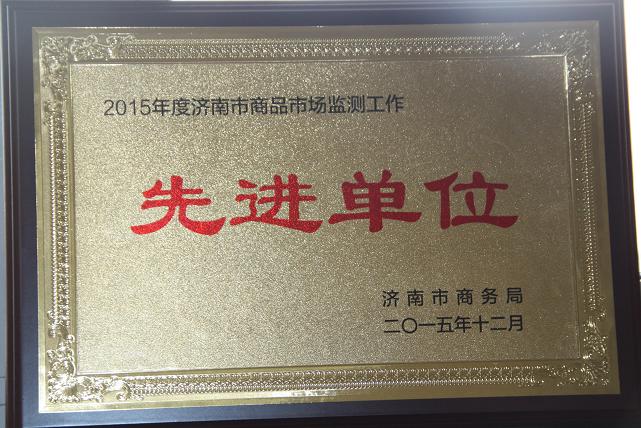 2015年度济南市商品市场监测工作
先进单位
济南市商务局
二〇一五年十二月